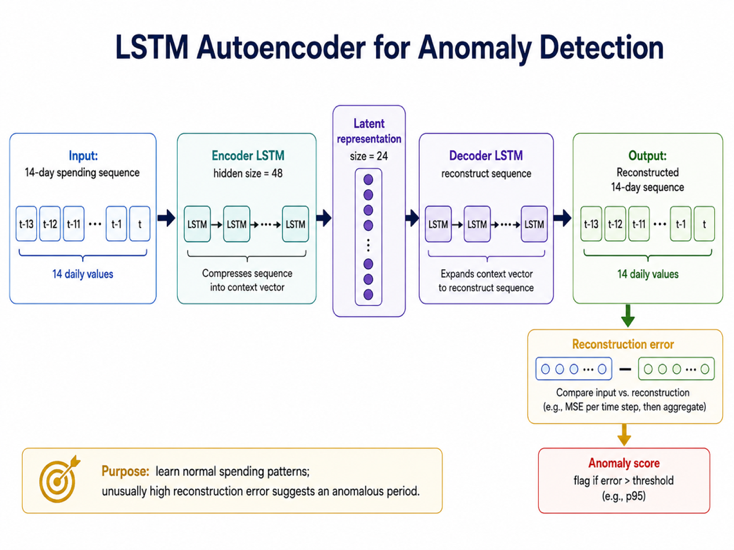 LSTM Autoencoder for Anomaly Detection
Input:
14-day spending sequence
t-13 t-12 t-11 ... t-1 t
14 daily values
Encoder LSTM
hidden size = 48
LSTM LSTM LSTM
Compresses sequence
into context vector
Latent
representation
size = 24
Decoder LSTM
reconstruct sequence
LSTM LSTM LSTM
Expands context vector
to reconstruct sequence
Output:
Reconstructed
14-day sequence
t-13 t-12 t-11 ... t-1 t
14 daily values
Reconstruction error
Compare input vs. reconstruction
(e.g., MSE per time step, then aggregate)
Anomaly score
flag if error > threshold
(e.g., p95)
Purpose: learn normal spending patterns;
unusually high reconstruction error suggests an anomalous period.